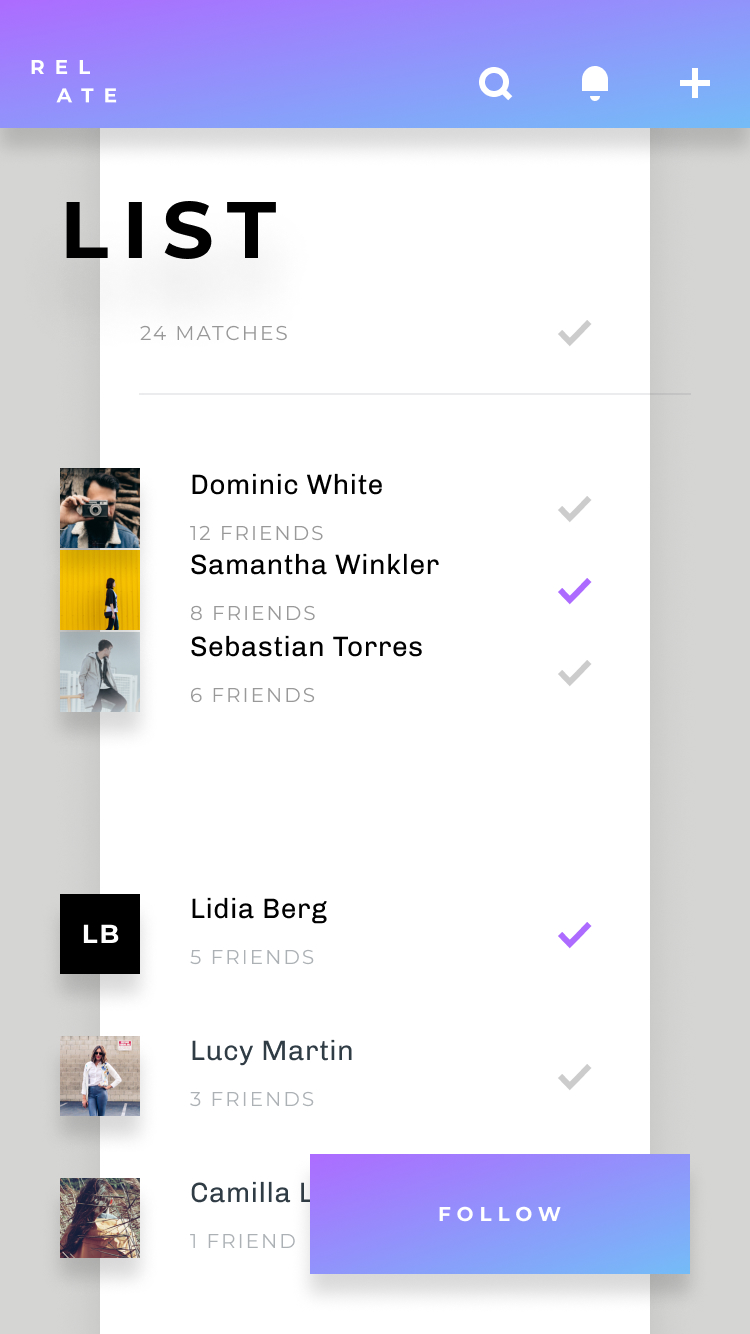 REL
ATE
LIST
24 MATCHES
Dominic White
12 FRIENDS
Samantha Winkler
8 FRIENDS
Sebastian Torres
6 FRIENDS
LB
Lidia Berg
5 FRIENDS
Lucy Martin
3 FRIENDS
Camilla L
1 FRIEND
FOLLOW